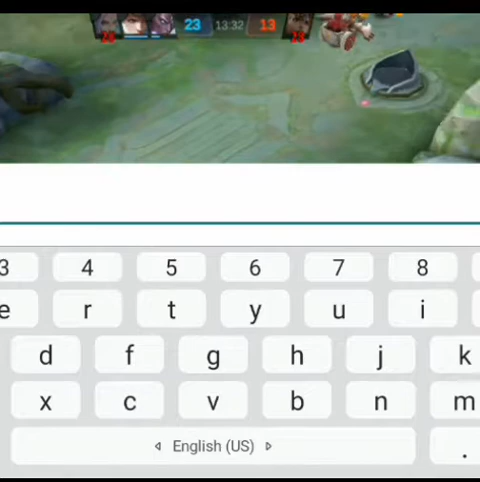 23 13:32 13
3 4 5 6 7 8
e r t y u i
d f g h j k
x c v b n m
English (US) .